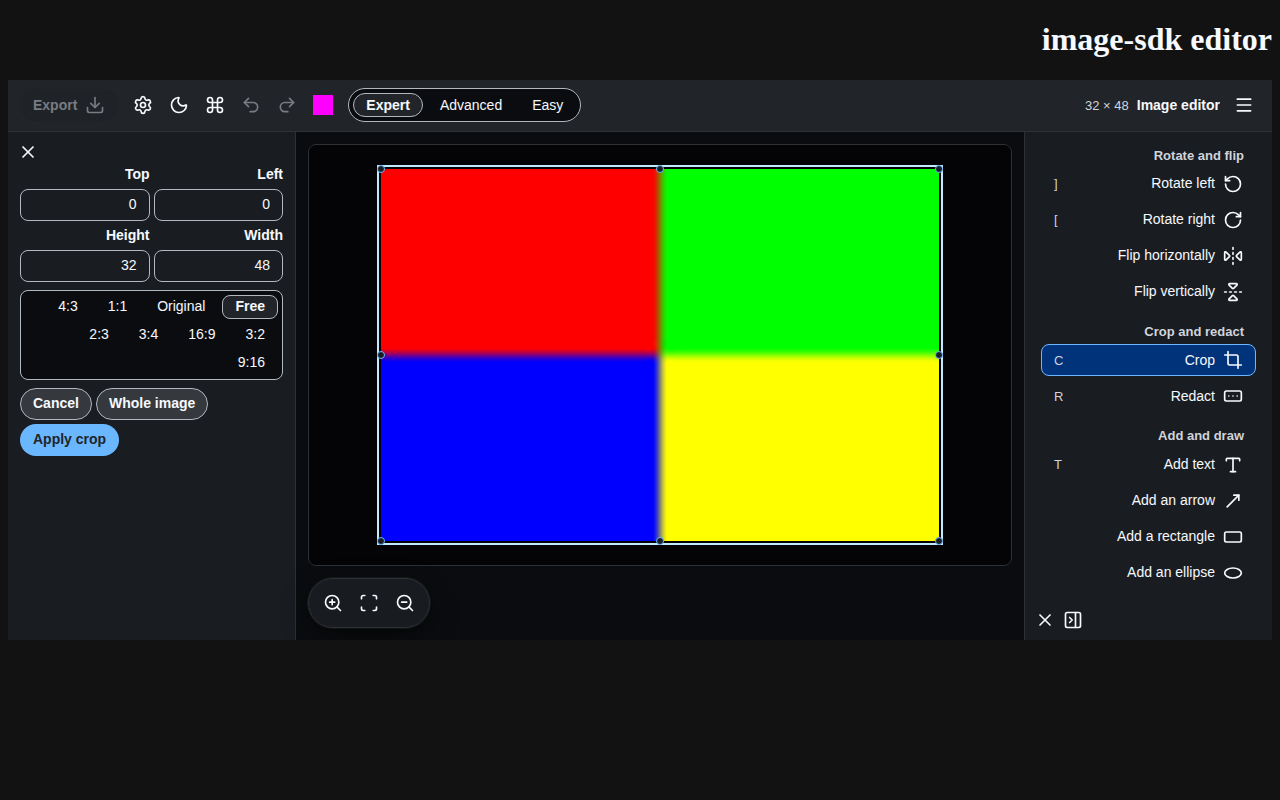 image-sdk editor
Export
Expert Advanced Easy
32 × 48 Image editor
Top Left
0 0
Height Width
32 48
4:3 1:1 Original Free
2:3 3:4 16:9 3:2
9:16
Cancel Whole image
Apply crop
Rotate and flip
] Rotate left
[ Rotate right
Flip horizontally
Flip vertically
Crop and redact
C Crop
R Redact
Add and draw
T Add text
Add an arrow
Add a rectangle
Add an ellipse